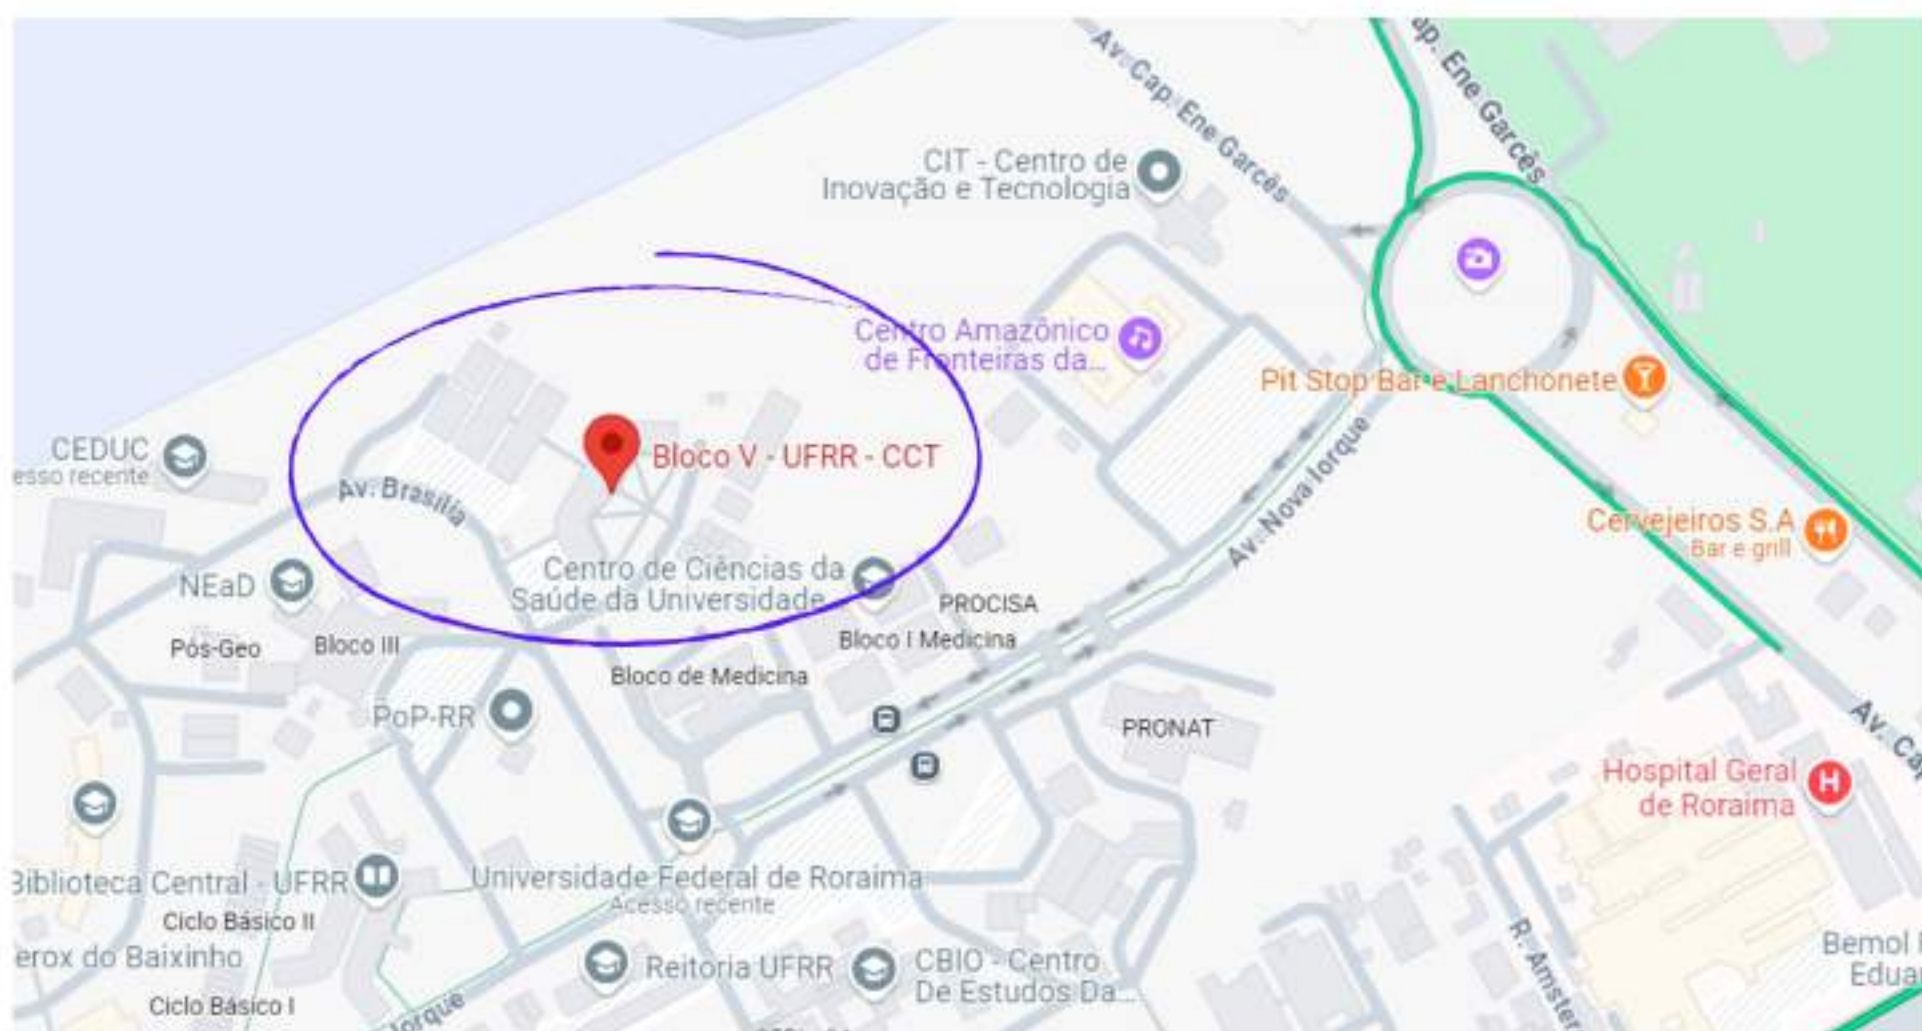 Av. Cap. Ene Garcês
ap. Ene Garcês
CIT - Centro de
Inovação e Tecnologia
Centro Amazônico
de Fronteiras da...
Pit Stop Bar e Lanchonete
CEDUC
esso recente
Bloco V - UFRR - CCT
Av. Brasília
Av. Nova Iorque
Cervejeiros S.A
Bar e grill
NEaD
Centro de Ciências da
Saúde da Universidade...
PROCISA
Pós-Geo
Bloco III
Bloco I Medicina
Bloco de Medicina
PoP-RR
PRONAT
Av. Cap
Hospital Geral
de Roraima
H
Biblioteca Central - UFRR
Universidade Federal de Roraima
Acesso recente
Ciclo Básico II
erox do Baixinho
Reitoria UFRR
CBIO - Centro
De Estudos Da...
R. Amster
Bemol
Eduar
Ciclo Básico I
Iorque